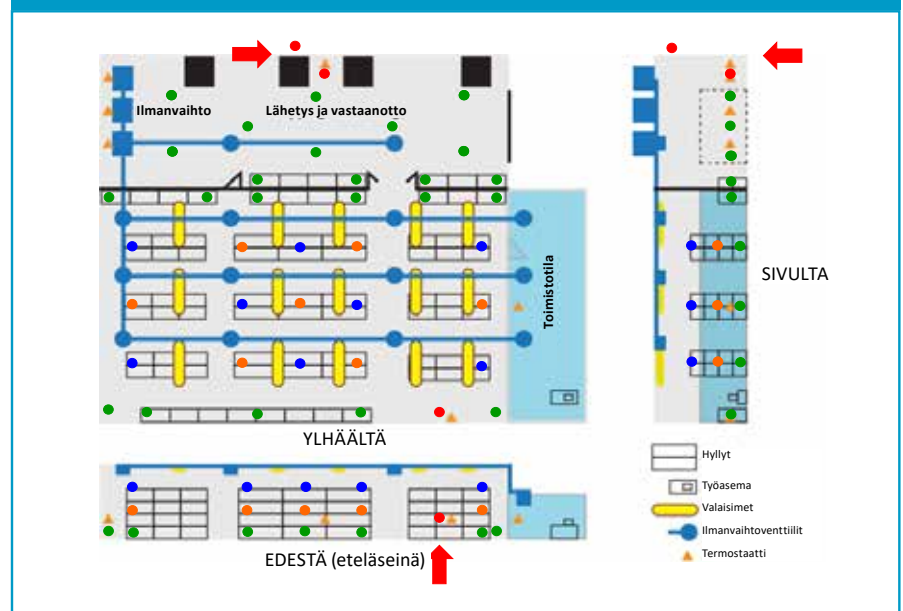 Ilmanvaihto
Lähetys ja vastaanotto
Toimistotila
SIVULTA
YLHÄÄLTÄ
Hyllyt
Työasema
Valaisimet
Ilmanvaihtoventtiilit
Termostaatti
EDESTÄ (eteläseinä)